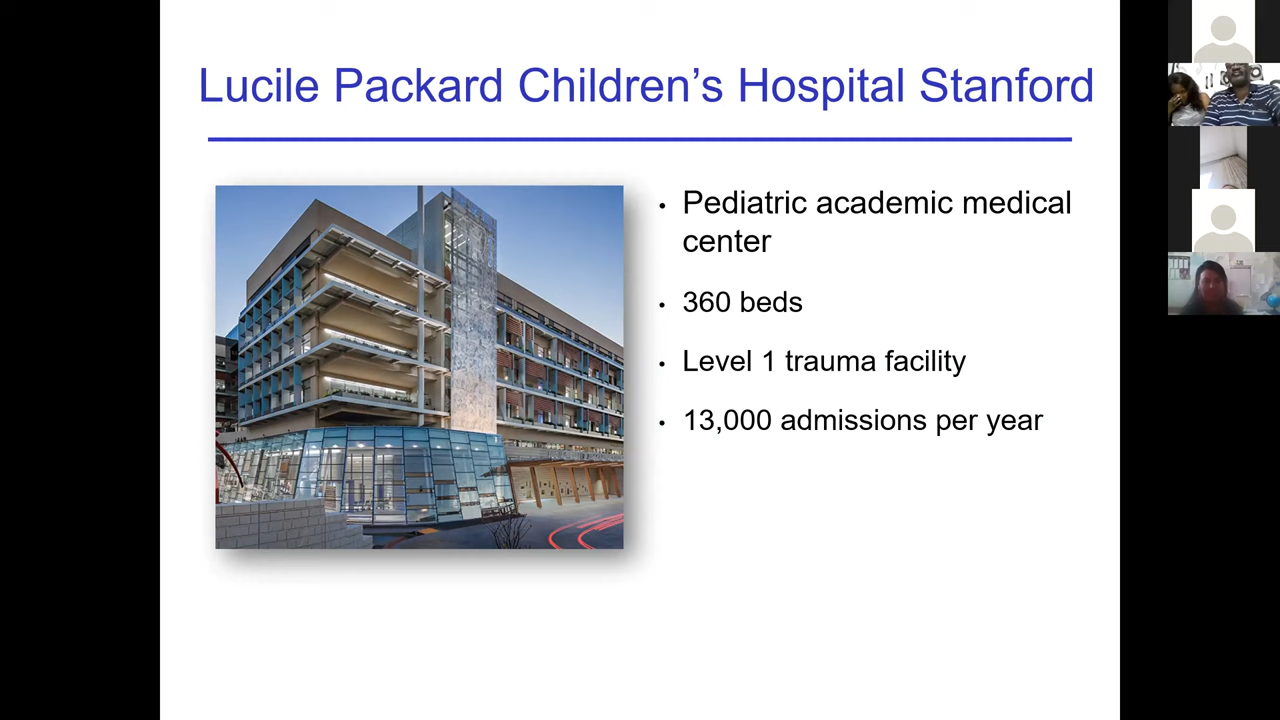 Lucile Packard Children’s Hospital Stanford
• Pediatric academic medical
center
• 360 beds
• Level 1 trauma facility
• 13,000 admissions per year